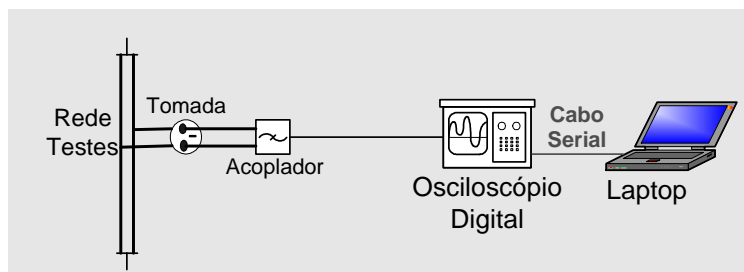 Rede
Testes
Tomada
Acoplador
Osciloscópio
Digital
Cabo
Serial
Laptop